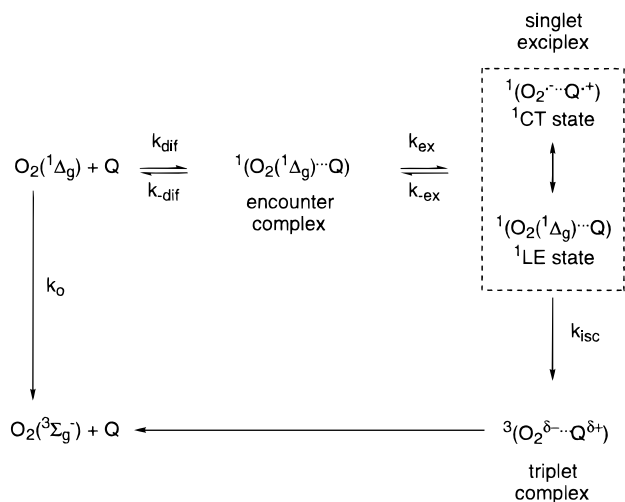 singlet
exciplex
¹(O₂·⁻···Q·⁺)
¹CT state
O₂(¹Δg) + Q
k_dif
k_-dif
¹(O₂(¹Δg)···Q)
encounter
complex
k_ex
k_-ex
¹(O₂(¹Δg)···Q)
¹LE state
k_o
k_isc
O₂(³Σg⁻) + Q
³(O₂^δ−···Q^δ+)
triplet
complex